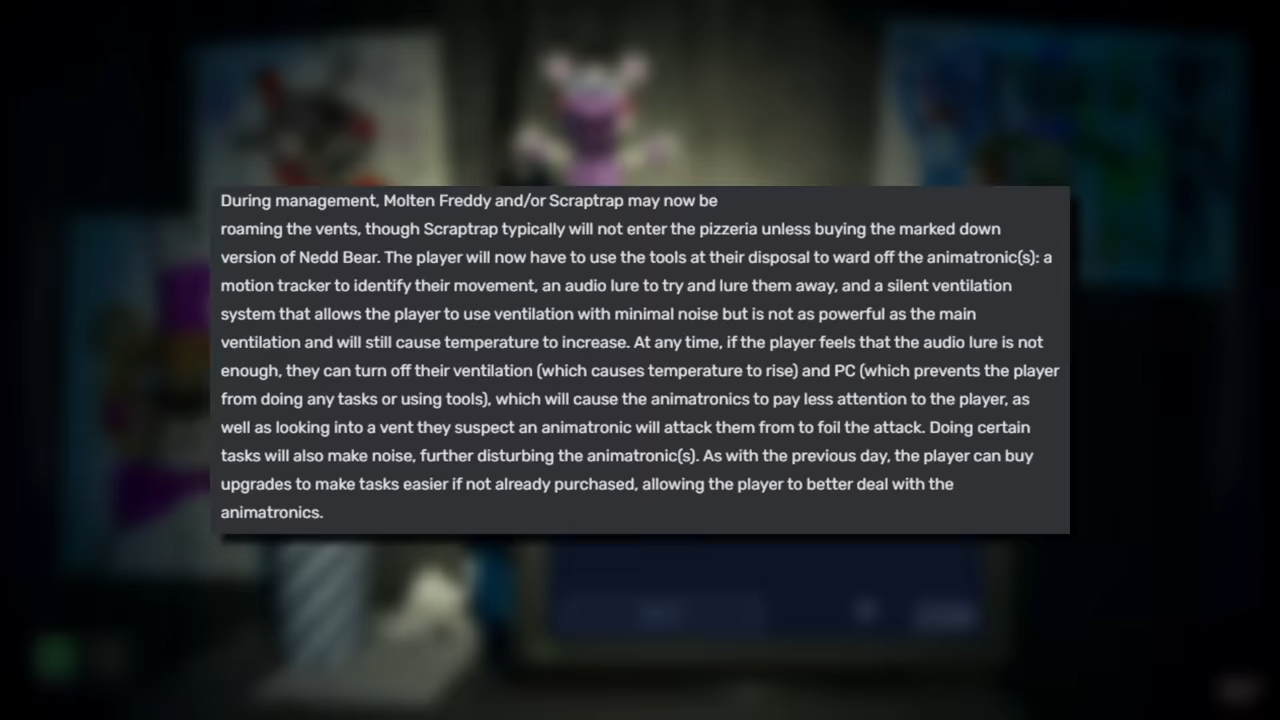 During management, Molten Freddy and/or Scraptrap may now be
roaming the vents, though Scraptrap typically will not enter the pizzeria unless buying the marked down
version of Nedd Bear. The player will now have to use the tools at their disposal to ward off the animatronic(s): a
motion tracker to identify their movement, an audio lure to try and lure them away, and a silent ventilation
system that allows the player to use ventilation with minimal noise but is not as powerful as the main
ventilation and will still cause temperature to increase. At any time, if the player feels that the audio lure is not
enough, they can turn off their ventilation (which causes temperature to rise) and PC (which prevents the player
from doing any tasks or using tools), which will cause the animatronics to pay less attention to the player, as
well as looking into a vent they suspect an animatronic will attack them from to foil the attack. Doing certain
tasks will also make noise, further disturbing the animatronic(s). As with the previous day, the player can buy
upgrades to make tasks easier if not already purchased, allowing the player to better deal with the
animatronics.